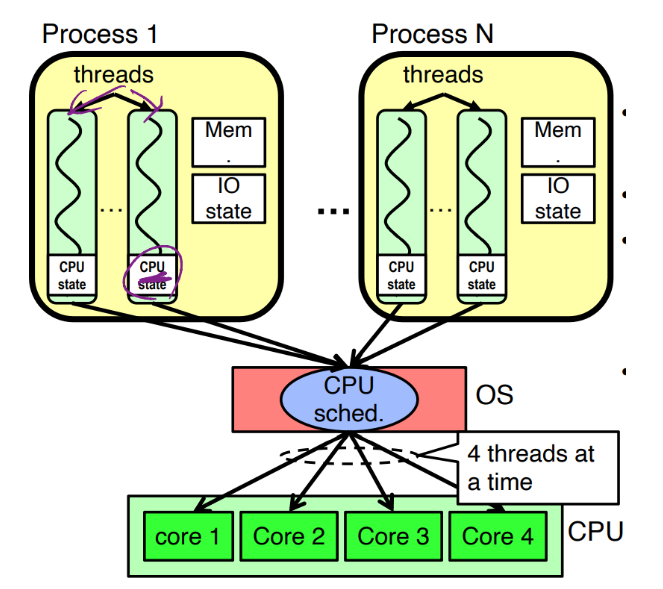 Process 1
Process N
threads
threads
Mem
.
IO
state
...
CPU
state
...
CPU
state
...
Mem
.
IO
state
CPU
state
...
CPU
state
CPU
sched.
OS
4 threads at
a time
core 1
Core 2
Core 3
Core 4
CPU